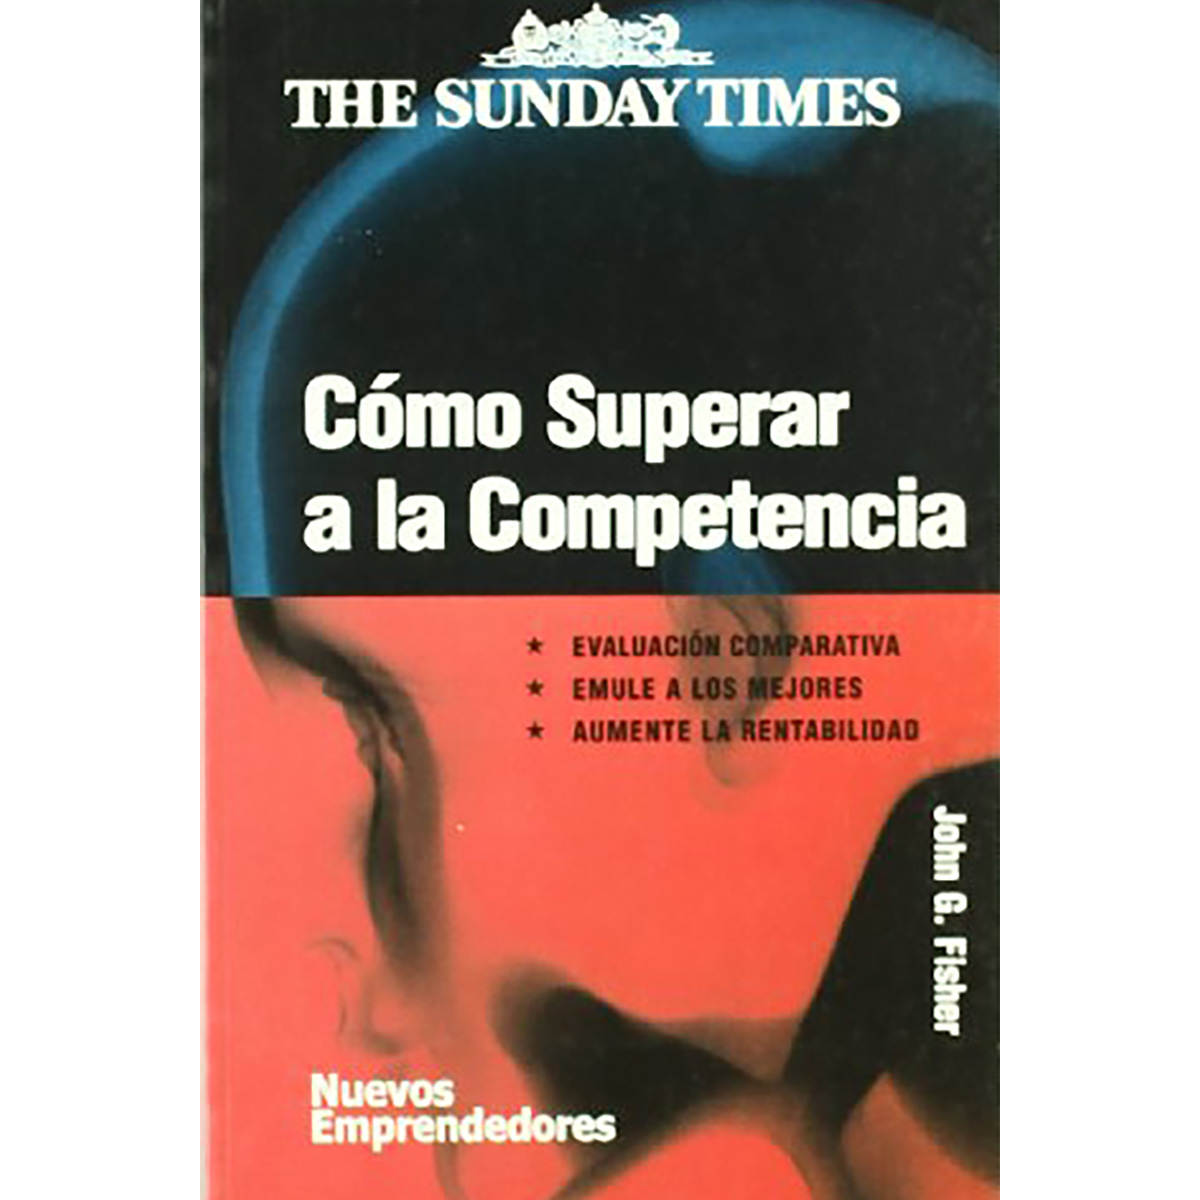 THE SUNDAY TIMES
Cómo Superar
a la Competencia
★ EVALUACIÓN COMPARATIVA
★ EMULE A LOS MEJORES
★ AUMENTE LA RENTABILIDAD
John G. Fisher
Nuevos
Emprendedores